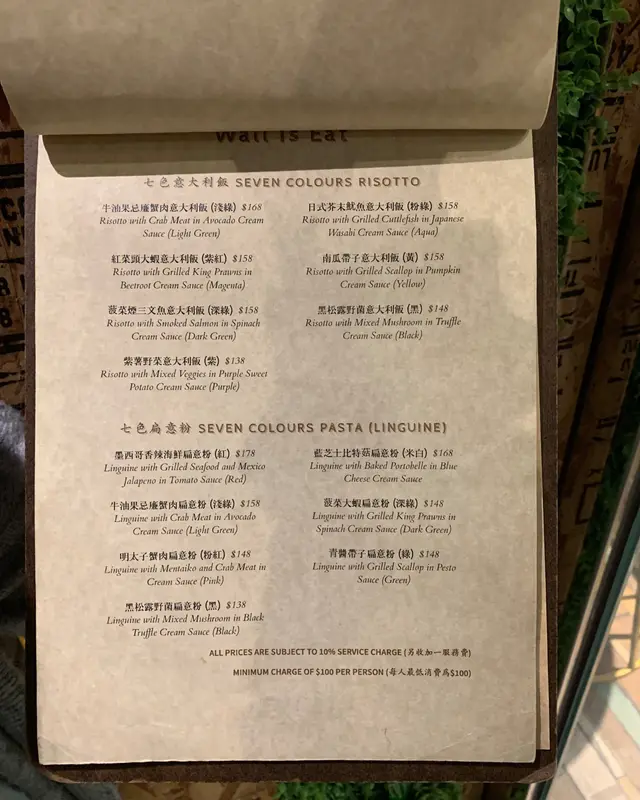 Wall is Eat
七色意大利飯 SEVEN COLOURS RISOTTO
牛油果忌廉蟹肉意大利飯 (淺綠) $168
Risotto with Crab Meat in Avocado Cream
Sauce (Light Green)
日式芥末魷魚意大利飯 (粉綠) $158
Risotto with Grilled Cuttlefish in Japanese
Wasabi Cream Sauce (Aqua)
紅菜頭大蝦意大利飯 (紫紅) $158
Risotto with Grilled King Prawns in
Beetroot Cream Sauce (Magenta)
南瓜帶子意大利飯 (黃) $158
Risotto with Grilled Scallop in Pumpkin
Cream Sauce (Yellow)
菠菜煙三文魚意大利飯 (深綠) $158
Risotto with Smoked Salmon in Spinach
Cream Sauce (Dark Green)
黑松露野菌意大利飯 (黑) $148
Risotto with Mixed Mushroom in Truffle
Cream Sauce (Black)
紫薯野菜意大利飯 (紫) $138
Risotto with Mixed Veggies in Purple Sweet
Potato Cream Sauce (Purple)
七色扁意粉 SEVEN COLOURS PASTA (LINGUINE)
墨西哥香辣海鮮扁意粉 (紅) $178
Linguine with Grilled Seafood and Mexico
Jalapeno in Tomato Sauce (Red)
藍芝士比特菇扁意粉 (米白) $168
Linguine with Baked Portobelle in Blue
Cheese Cream Sauce
牛油果忌廉蟹肉扁意粉 (淺綠) $158
Linguine with Crab Meat in Avocado
Cream Sauce (Light Green)
菠菜大蝦扁意粉 (深綠) $148
Linguine with Grilled King Prawns in
Spinach Cream Sauce (Dark Green)
明太子蟹肉扁意粉 (粉紅) $148
Linguine with Mentaiko and Crab Meat in
Cream Sauce (Pink)
青醬帶子扁意粉 (綠) $148
Linguine with Grilled Scallop in Pesto
Sauce (Green)
黑松露野菌扁意粉 (黑) $138
Linguine with Mixed Mushroom in Black
Truffle Cream Sauce (Black)
ALL PRICES ARE SUBJECT TO 10% SERVICE CHARGE (另收加一服務費)
MINIMUM CHARGE OF $100 PER PERSON (每人最低消費為$100)